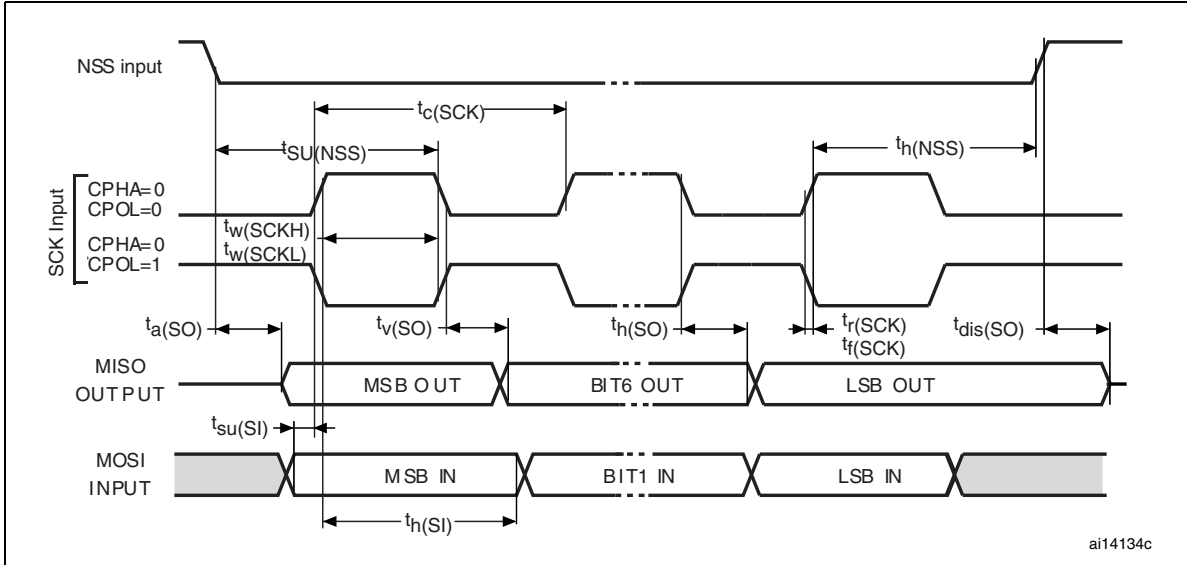 NSS input
tc(SCK)
tSU(NSS)
th(NSS)
SCK Input
CPHA=0
CPOL=0
tw(SCKH)
CPHA=0
tw(SCKL)
CPOL=1
ta(SO)
tv(SO)
th(SO)
tr(SCK)
tf(SCK)
tdis(SO)
MISO
OUTPUT
MSB OUT
BIT6 OUT
LSB OUT
tsu(SI)
MOSI
INPUT
MSB IN
BIT1 IN
LSB IN
th(SI)
ai14134c